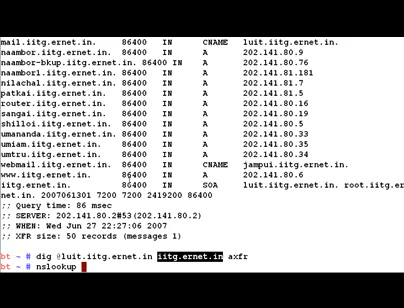 mail.iitg.ernet.in. 86400 IN CNAME luit.iitg.ernet.in.
naambor.iitg.ernet.in. 86400 IN A 202.141.80.9
naambor-bkup.iitg.ernet.in. 86400 IN A 202.141.80.76
naambor1.iitg.ernet.in. 86400 IN A 202.141.81.181
nilachal.iitg.ernet.in. 86400 IN A 202.141.81.7
patkai.iitg.ernet.in. 86400 IN A 202.141.81.5
router.iitg.ernet.in. 86400 IN A 202.141.80.16
sangai.iitg.ernet.in. 86400 IN A 202.141.80.19
shilloi.iitg.ernet.in. 86400 IN A 202.141.80.5
umananda.iitg.ernet.in. 86400 IN A 202.141.80.33
umiam.iitg.ernet.in. 86400 IN A 202.141.80.35
umtru.iitg.ernet.in. 86400 IN A 202.141.80.34
webmail.iitg.ernet.in. 86400 IN CNAME jampui.iitg.ernet.in.
www.iitg.ernet.in. 86400 IN A 202.141.80.6
iitg.ernet.in. 86400 IN SOA luit.iitg.ernet.in. root.iitg.er
net.in. 2007061301 7200 7200 2419200 86400
;; Query time: 86 msec
;; SERVER: 202.141.80.2#53(202.141.80.2)
;; WHEN: Wed Jun 27 22:27:06 2007
;; XFR size: 50 records (messages 1)
bt ~ # dig @luit.iitg.ernet.in iitg.ernet.in axfr
bt ~ # nslookup